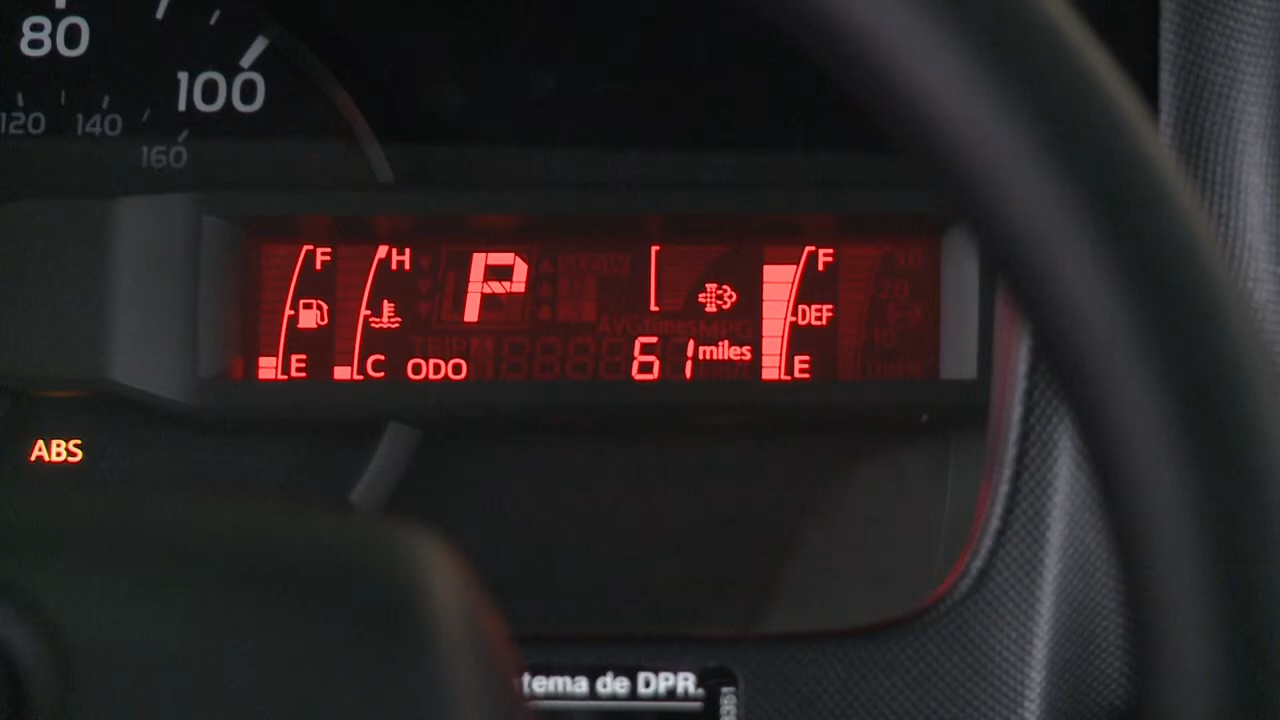 80
100
120 140
160
F H P F
DEF
E C ODO 61 miles E
ABS
tema de DPR.